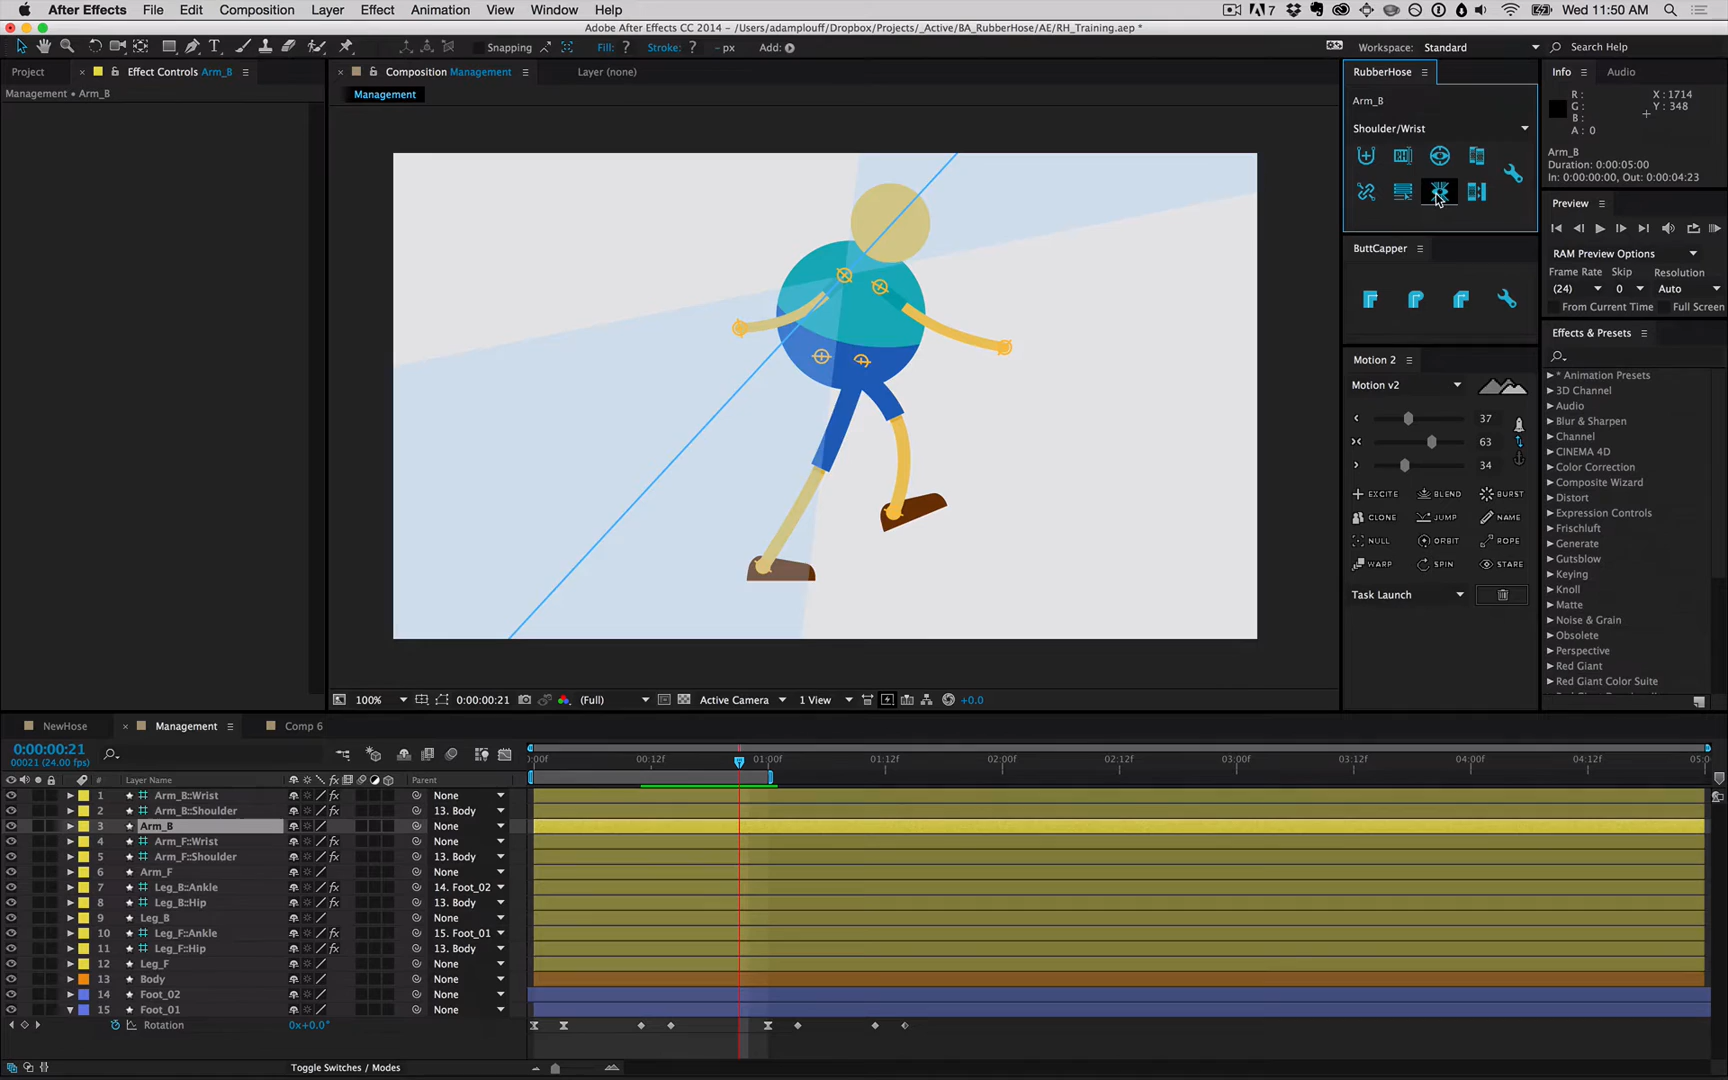 After Effects File Edit Composition Layer Effect Animation View Window Help
7
Wed 11:50 AM
Adobe After Effects CC 2014 - /Users/adamplouff/Dropbox/Projects/_Active/BA_RubberHose/AE/RH_Training.aep *
Snapping Fill: ? Stroke: ? - px Add:
Workspace: Standard Search Help
Project Effect Controls Arm_B
Management • Arm_B
Composition Management Layer (none)
Management
RubberHose
Arm_B
Shoulder/Wrist
ButtCapper
Motion 2
Motion v2
37
63
34
EXCITE BLEND BURST
CLONE JUMP NAME
NULL ORBIT ROPE
WARP SPIN STARE
Task Launch
Info Audio
R : X : 1714
G : Y : 348
B :
A : 0
Arm_B
Duration: 0:00:05:00
In: 0:00:00:00, Out: 0:00:04:23
Preview
RAM Preview Options
Frame Rate Skip Resolution
(24) 0 Auto
From Current Time Full Screen
Effects & Presets
* Animation Presets
3D Channel
Audio
Blur & Sharpen
Channel
CINEMA 4D
Color Correction
Composite Wizard
Distort
Expression Controls
Frischluft
Generate
Gutsblow
Keying
Knoll
Matte
Noise & Grain
Obsolete
Perspective
Red Giant
Red Giant Color Suite
100% 0:00:00:21 (Full) Active Camera 1 View +0.0
NewHose Management Comp 6
0:00:00:21
00021 (24.00 fps)
:00f 00:12f 01:00f 01:12f 02:00f 02:12f 03:00f 03:12f 04:00f 04:12f 05:0
# Layer Name fx Parent
1 Arm_B::Wrist fx None
2 Arm_B::Shoulder fx 13. Body
3 Arm_B None
4 Arm_F::Wrist fx None
5 Arm_F::Shoulder fx 13. Body
6 Arm_F None
7 Leg_B::Ankle fx 14. Foot_02
8 Leg_B::Hip fx 13. Body
9 Leg_B None
10 Leg_F::Ankle fx 15. Foot_01
11 Leg_F::Hip fx 13. Body
12 Leg_F None
13 Body None
14 Foot_02 None
15 Foot_01 None
Rotation 0x+0.0°
Toggle Switches / Modes